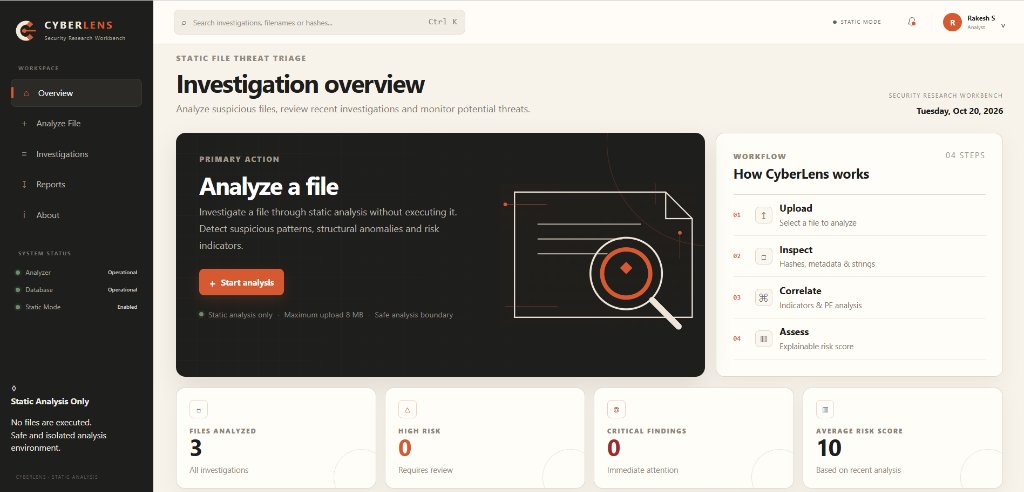 CYBERLENS
Security Research Workbench
WORKSPACE
Overview
Analyze File
Investigations
Reports
About
SYSTEM STATUS
Analyzer Operational
Database Operational
Static Mode Enabled
Static Analysis Only
No files are executed.
Safe and isolated analysis
environment.
CYBERLENS · STATIC ANALYSIS
Search investigations, filenames or hashes... Ctrl K
STATIC MODE
R
Rakesh S
Analyst
STATIC FILE THREAT TRIAGE
Investigation overview
Analyze suspicious files, review recent investigations and monitor potential threats.
SECURITY RESEARCH WORKBENCH
Tuesday, Oct 20, 2026
PRIMARY ACTION
Analyze a file
Investigate a file through static analysis without executing it.
Detect suspicious patterns, structural anomalies and risk
indicators.
+ Start analysis
Static analysis only · Maximum upload 8 MB · Safe analysis boundary
WORKFLOW 04 STEPS
How CyberLens works
01 Upload
Select a file to analyze
02 Inspect
Hashes, metadata & strings
03 Correlate
Indicators & PE analysis
04 Assess
Explainable risk score
FILES ANALYZED
3
All investigations
HIGH RISK
0
Requires review
CRITICAL FINDINGS
0
Immediate attention
AVERAGE RISK SCORE
10
Based on recent analysis